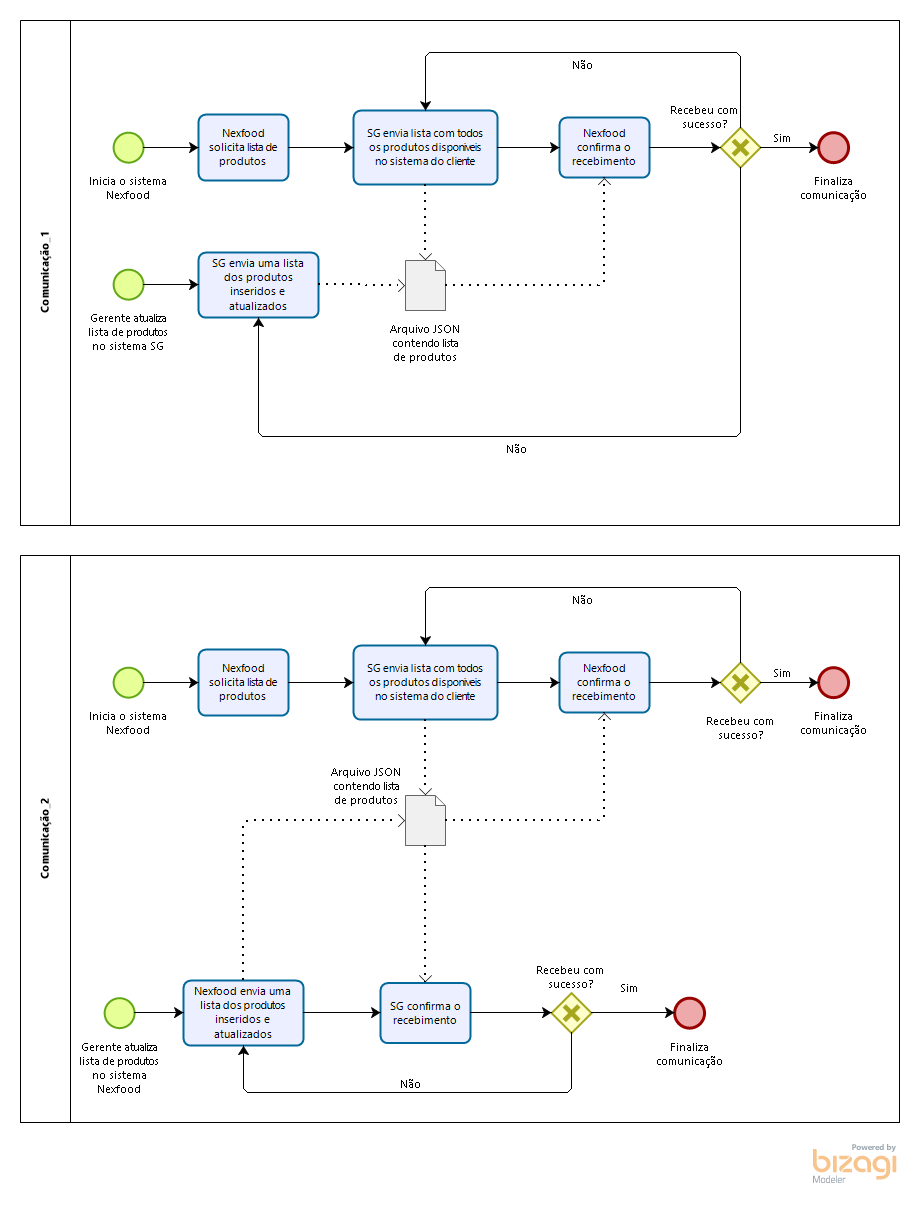 Comunicação_1
Não
Recebeu com
sucesso?
Nexfood
solicita lista de
produtos
SG envia lista com todos
os produtos disponiveis
no sistema do cliente
Nexfood
confirma o
recebimento
Sim
Inicia o sistema
Nexfood
Finaliza
comunicação
SG envia uma lista
dos produtos
inseridos e
atualizados
Gerente atualiza
lista de produtos
no sistema SG
Arquivo JSON
contendo lista
de produtos
Não
Comunicação_2
Não
Nexfood
solicita lista de
produtos
SG envia lista com todos
os produtos disponiveis
no sistema do cliente
Nexfood
confirma o
recebimento
Sim
Inicia o sistema
Nexfood
Recebeu com
sucesso?
Finaliza
comunicação
Arquivo JSON
contendo lista
de produtos
Recebeu com
sucesso?
Sim
Nexfood envia uma
lista dos produtos
inseridos e
atualizados
SG confirma o
recebimento
Gerente atualiza
lista de produtos
no sistema
Nexfood
Finaliza
comunicação
Não
Powered by
bizagi
Modeler